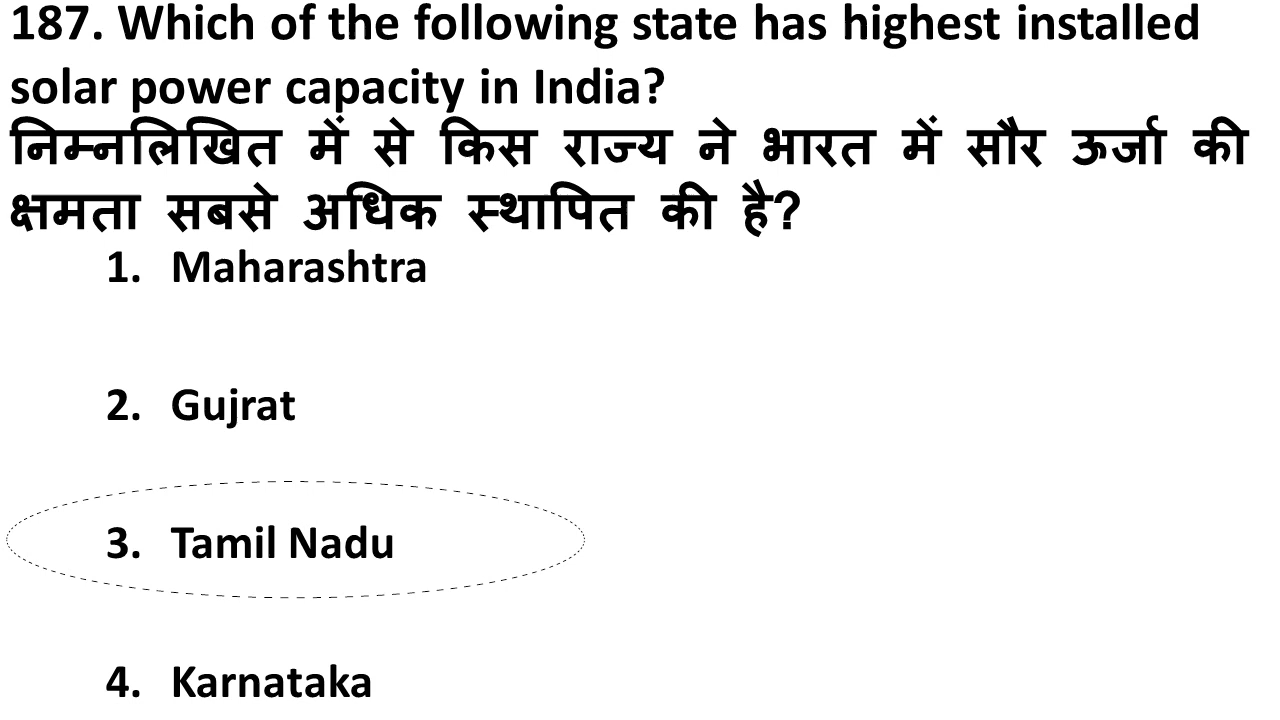 187. Which of the following state has highest installed
solar power capacity in India?
निम्नलिखित में से किस राज्य ने भारत में सौर ऊर्जा की
क्षमता सबसे अधिक स्थापित की है?
1. Maharashtra
2. Gujrat
3. Tamil Nadu
4. Karnataka